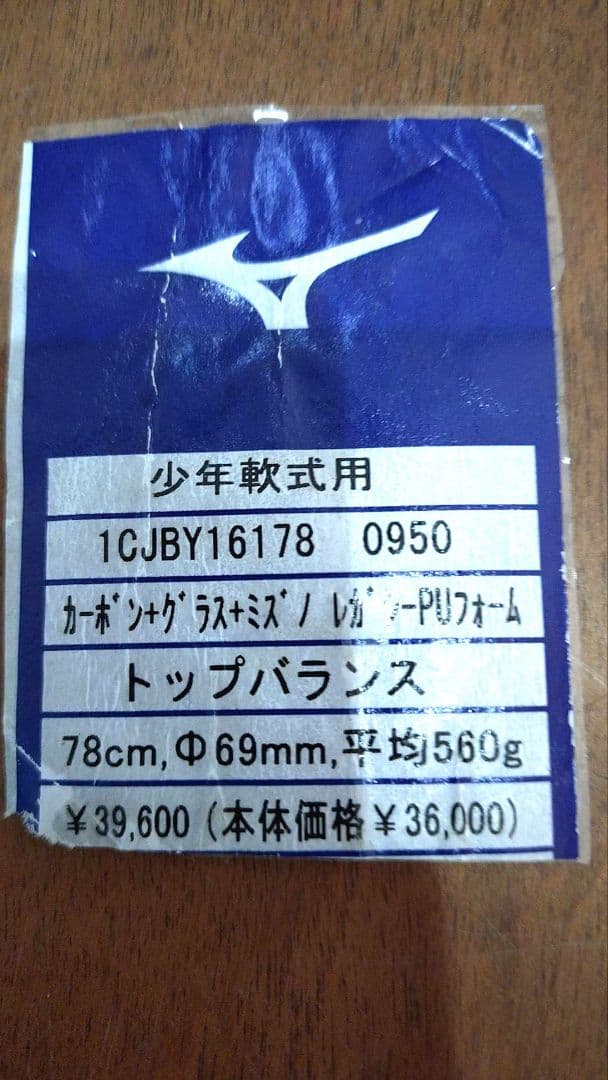 少年軟式用
1CJBY16178 0950
ｶｰﾎﾞﾝ+ｸﾞﾗｽ+ﾐｽﾞﾉ ﾚｶﾞｼｰPUﾌｫｰﾑ
トップバランス
78cm,Φ69mm,平均560g
￥39,600（本体価格￥36,000）